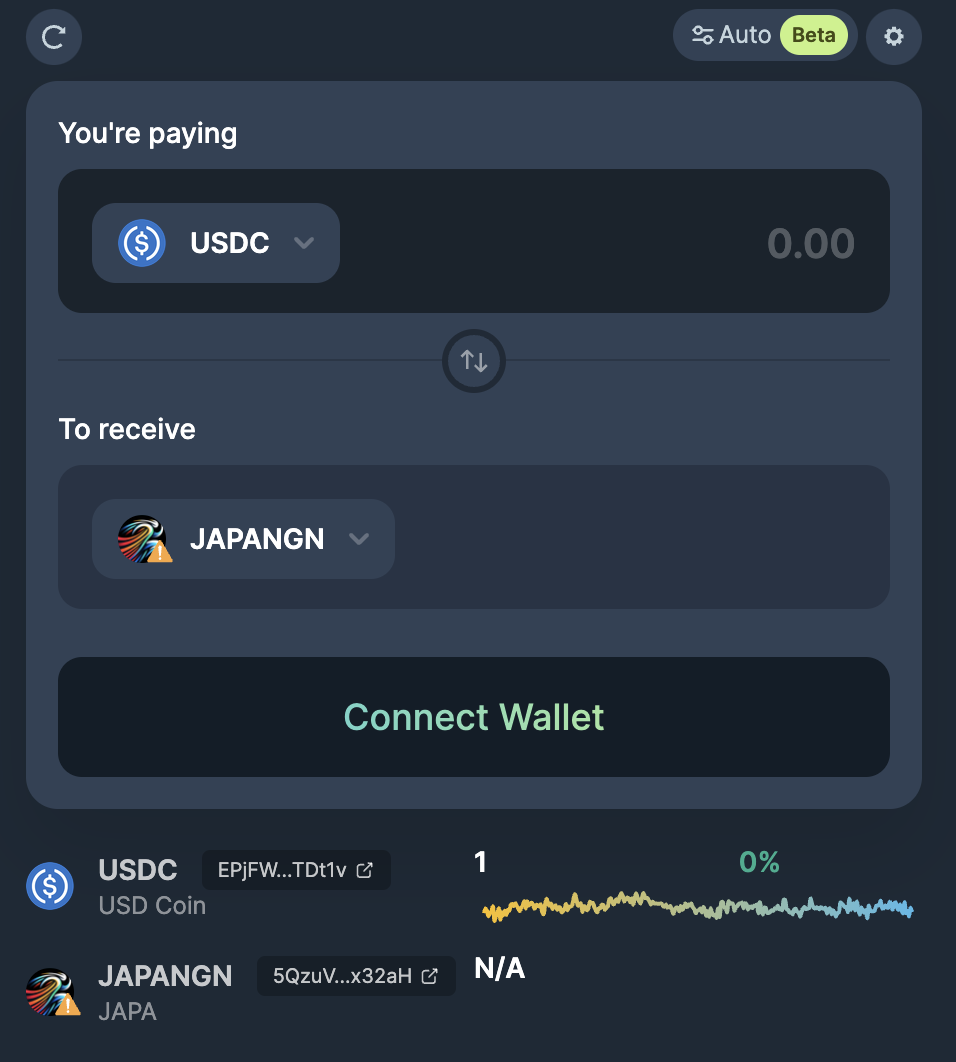 Auto Beta
You're paying
USDC
0.00
To receive
JAPANGN
Connect Wallet
USDC EPjFW...TDt1v 1 0%
USD Coin
JAPANGN 5QzuV...x32aH N/A
JAPA